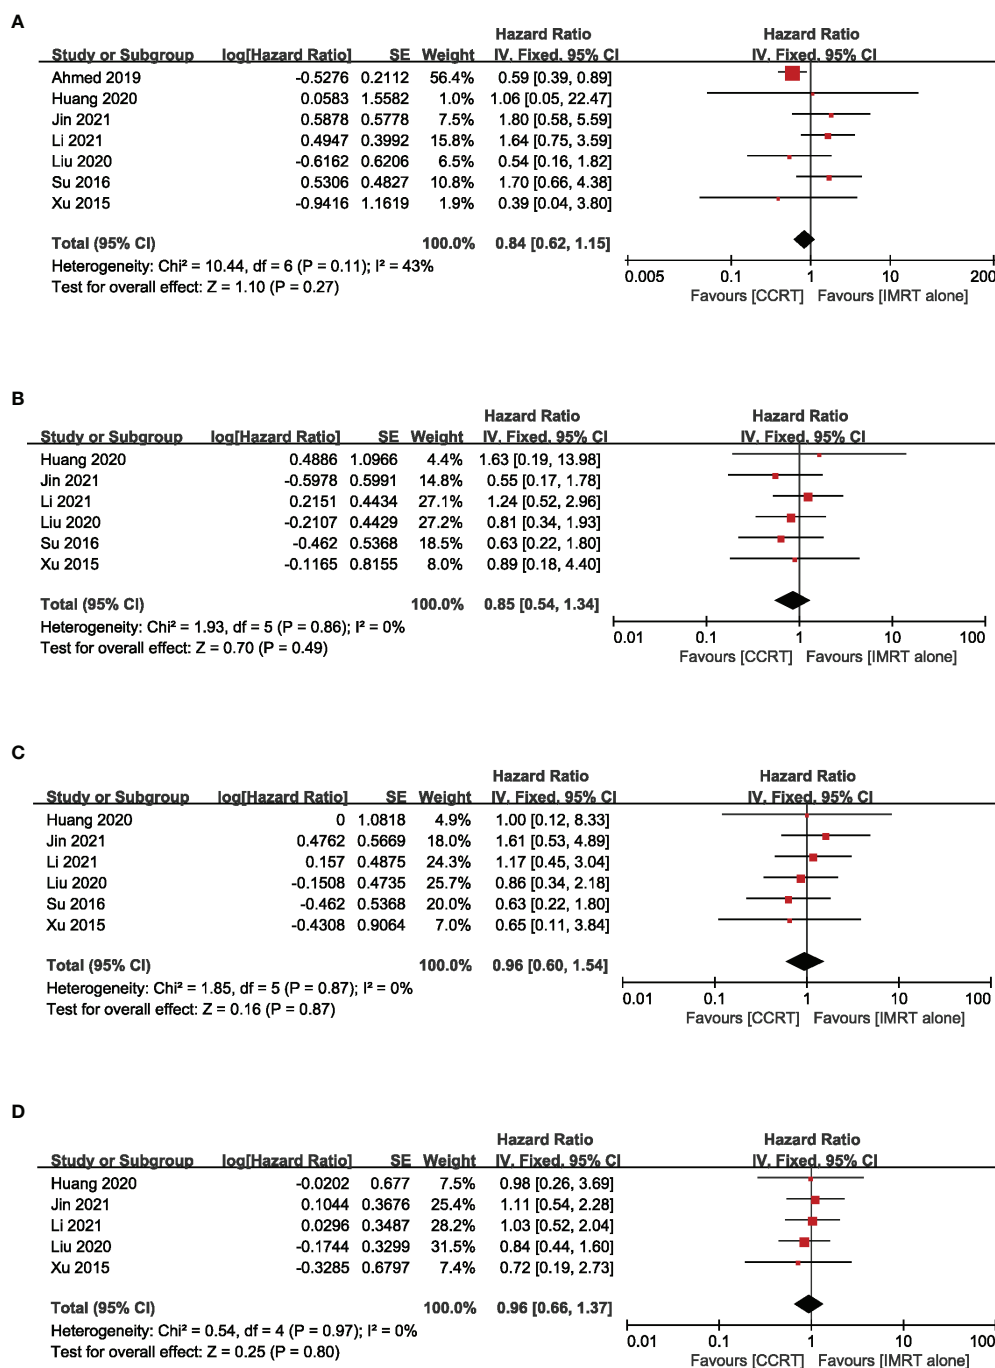 A
Hazard Ratio Hazard Ratio
Study or Subgroup log[Hazard Ratio] SE Weight IV, Fixed, 95% CI IV, Fixed, 95% CI
Ahmed 2019 -0.5276 0.2112 56.4% 0.59 [0.39, 0.89]
Huang 2020 0.0583 1.5582 1.0% 1.06 [0.05, 22.47]
Jin 2021 0.5878 0.5778 7.5% 1.80 [0.58, 5.59]
Li 2021 0.4947 0.3992 15.8% 1.64 [0.75, 3.59]
Liu 2020 -0.6162 0.6206 6.5% 0.54 [0.16, 1.82]
Su 2016 0.5306 0.4827 10.8% 1.70 [0.66, 4.38]
Xu 2015 -0.9416 1.1619 1.9% 0.39 [0.04, 3.80]
Total (95% CI) 100.0% 0.84 [0.62, 1.15]
Heterogeneity: Chi² = 10.44, df = 6 (P = 0.11); I² = 43%
Test for overall effect: Z = 1.10 (P = 0.27)
0.005 0.1 1 10 200
Favours [CCRT] Favours [IMRT alone]
B
Hazard Ratio Hazard Ratio
Study or Subgroup log[Hazard Ratio] SE Weight IV, Fixed, 95% CI IV, Fixed, 95% CI
Huang 2020 0.4886 1.0966 4.4% 1.63 [0.19, 13.98]
Jin 2021 -0.5978 0.5991 14.8% 0.55 [0.17, 1.78]
Li 2021 0.2151 0.4434 27.1% 1.24 [0.52, 2.96]
Liu 2020 -0.2107 0.4429 27.2% 0.81 [0.34, 1.93]
Su 2016 -0.462 0.5368 18.5% 0.63 [0.22, 1.80]
Xu 2015 -0.1165 0.8155 8.0% 0.89 [0.18, 4.40]
Total (95% CI) 100.0% 0.85 [0.54, 1.34]
Heterogeneity: Chi² = 1.93, df = 5 (P = 0.86); I² = 0%
Test for overall effect: Z = 0.70 (P = 0.49)
0.01 0.1 1 10 100
Favours [CCRT] Favours [IMRT alone]
C
Hazard Ratio Hazard Ratio
Study or Subgroup log[Hazard Ratio] SE Weight IV, Fixed, 95% CI IV, Fixed, 95% CI
Huang 2020 0 1.0818 4.9% 1.00 [0.12, 8.33]
Jin 2021 0.4762 0.5669 18.0% 1.61 [0.53, 4.89]
Li 2021 0.157 0.4875 24.3% 1.17 [0.45, 3.04]
Liu 2020 -0.1508 0.4735 25.7% 0.86 [0.34, 2.18]
Su 2016 -0.462 0.5368 20.0% 0.63 [0.22, 1.80]
Xu 2015 -0.4308 0.9064 7.0% 0.65 [0.11, 3.84]
Total (95% CI) 100.0% 0.96 [0.60, 1.54]
Heterogeneity: Chi² = 1.85, df = 5 (P = 0.87); I² = 0%
Test for overall effect: Z = 0.16 (P = 0.87)
0.01 0.1 1 10 100
Favours [CCRT] Favours [IMRT alone]
D
Hazard Ratio Hazard Ratio
Study or Subgroup log[Hazard Ratio] SE Weight IV, Fixed, 95% CI IV, Fixed, 95% CI
Huang 2020 -0.0202 0.677 7.5% 0.98 [0.26, 3.69]
Jin 2021 0.1044 0.3676 25.4% 1.11 [0.54, 2.28]
Li 2021 0.0296 0.3487 28.2% 1.03 [0.52, 2.04]
Liu 2020 -0.1744 0.3299 31.5% 0.84 [0.44, 1.60]
Xu 2015 -0.3285 0.6797 7.4% 0.72 [0.19, 2.73]
Total (95% CI) 100.0% 0.96 [0.66, 1.37]
Heterogeneity: Chi² = 0.54, df = 4 (P = 0.97); I² = 0%
Test for overall effect: Z = 0.25 (P = 0.80)
0.01 0.1 1 10 100
Favours [CCRT] Favours [IMRT alone]